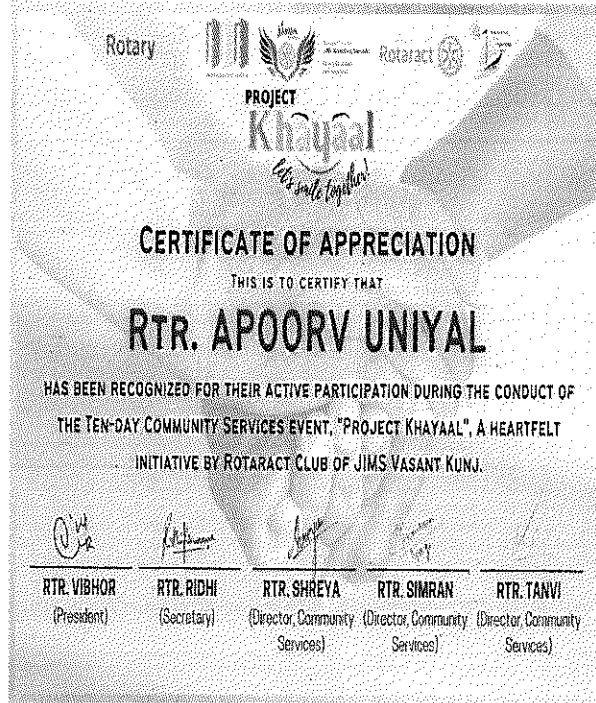 Rotary
Rotaract
PROJECT
Khayaal
let's smile together!
CERTIFICATE OF APPRECIATION
THIS IS TO CERTIFY THAT
RTR. APOORV UNIYAL
HAS BEEN RECOGNIZED FOR THEIR ACTIVE PARTICIPATION DURING THE CONDUCT OF
THE TEN-DAY COMMUNITY SERVICES EVENT, "PROJECT KHAYAAL", A HEARTFELT
INITIATIVE BY ROTARACT CLUB OF JIMS VASANT KUNJ.
RTR. VIBHOR RTR. RIDHI RTR. SHREYA RTR. SIMRAN RTR. TANVI
(President) (Secretary) (Director, Community (Director, Community (Director, Community
Services) Services) Services)